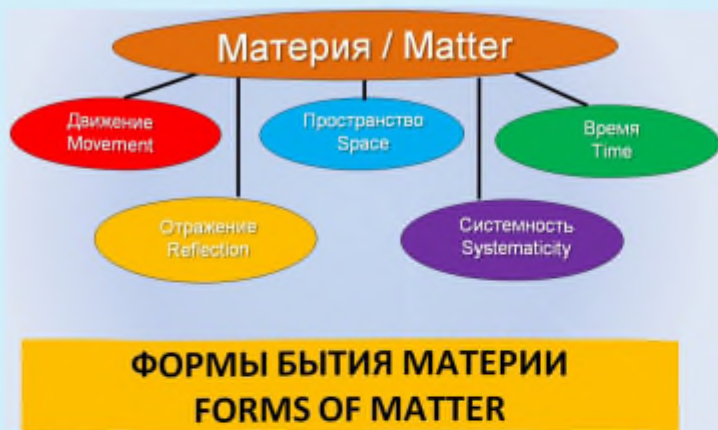 Материя / Matter
Движение
Movement
Пространство
Space
Время
Time
Отражение
Reflection
Системность
Systematicity
ФОРМЫ БЫТИЯ МАТЕРИИ
FORMS OF MATTER